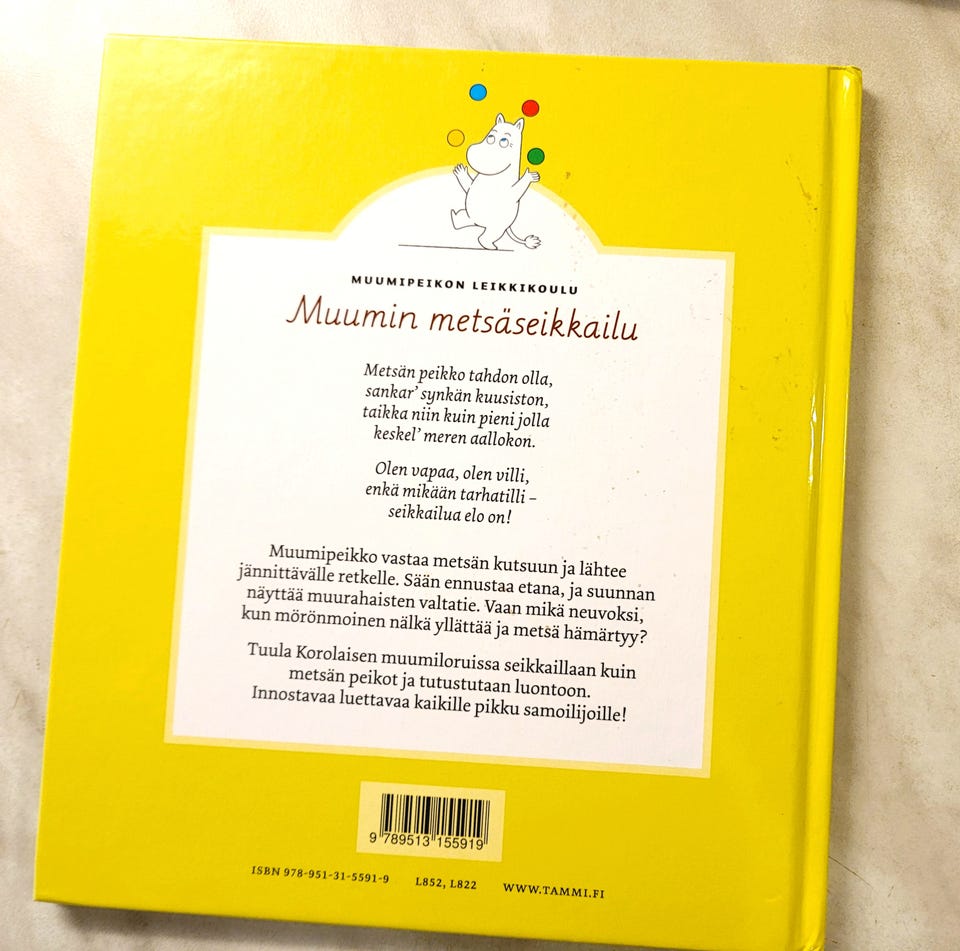 MUUMIPEIKON LEIKKIKOULU
Muumin metsäseikkailu
Metsän peikko tahdon olla,
sankar' synkän kuusiston,
taikka niin kuin pieni jolla
keskel' meren aallokon.
Olen vapaa, olen villi,
enkä mikään tarhatilli –
seikkailua elo on!
Muumipeikko vastaa metsän kutsuun ja lähtee
jännittävälle retkelle. Sään ennustaa etana, ja suunnan
näyttää muurahaisten valtatie. Vaan mikä neuvoksi,
kun mörönmoinen nälkä yllättää ja metsä hämärtyy?
Tuula Korolaisen muumiloruissa seikkaillaan kuin
metsän peikot ja tutustutaan luontoon.
Innostavaa luettavaa kaikille pikku samoilijoille!
9 789513 155919
ISBN 978-951-31-5591-9 L852, L822 WWW.TAMMI.FI